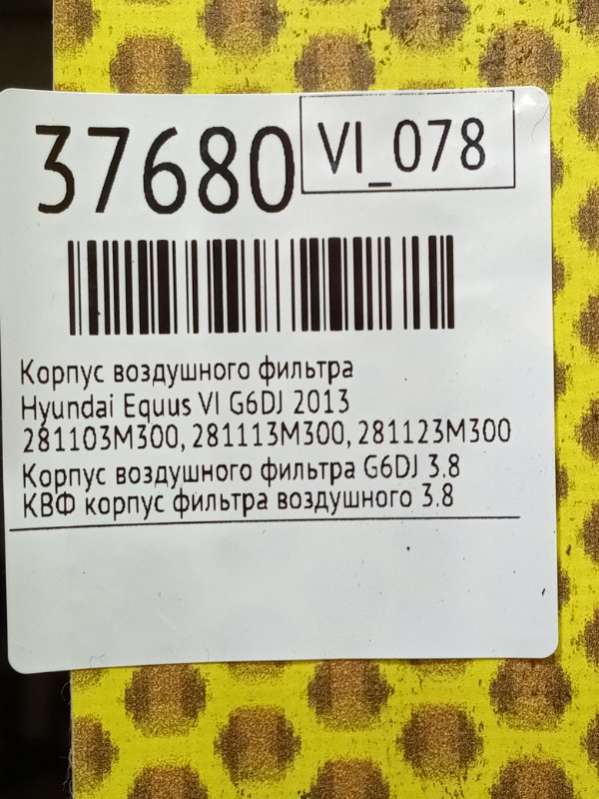 37680
VI_078
Корпус воздушного фильтра
Hyundai Equus VI G6DJ 2013
281103M300, 281113M300, 281123M300
Корпус воздушного фильтра G6DJ 3.8
КВФ корпус фильтра воздушного 3.8